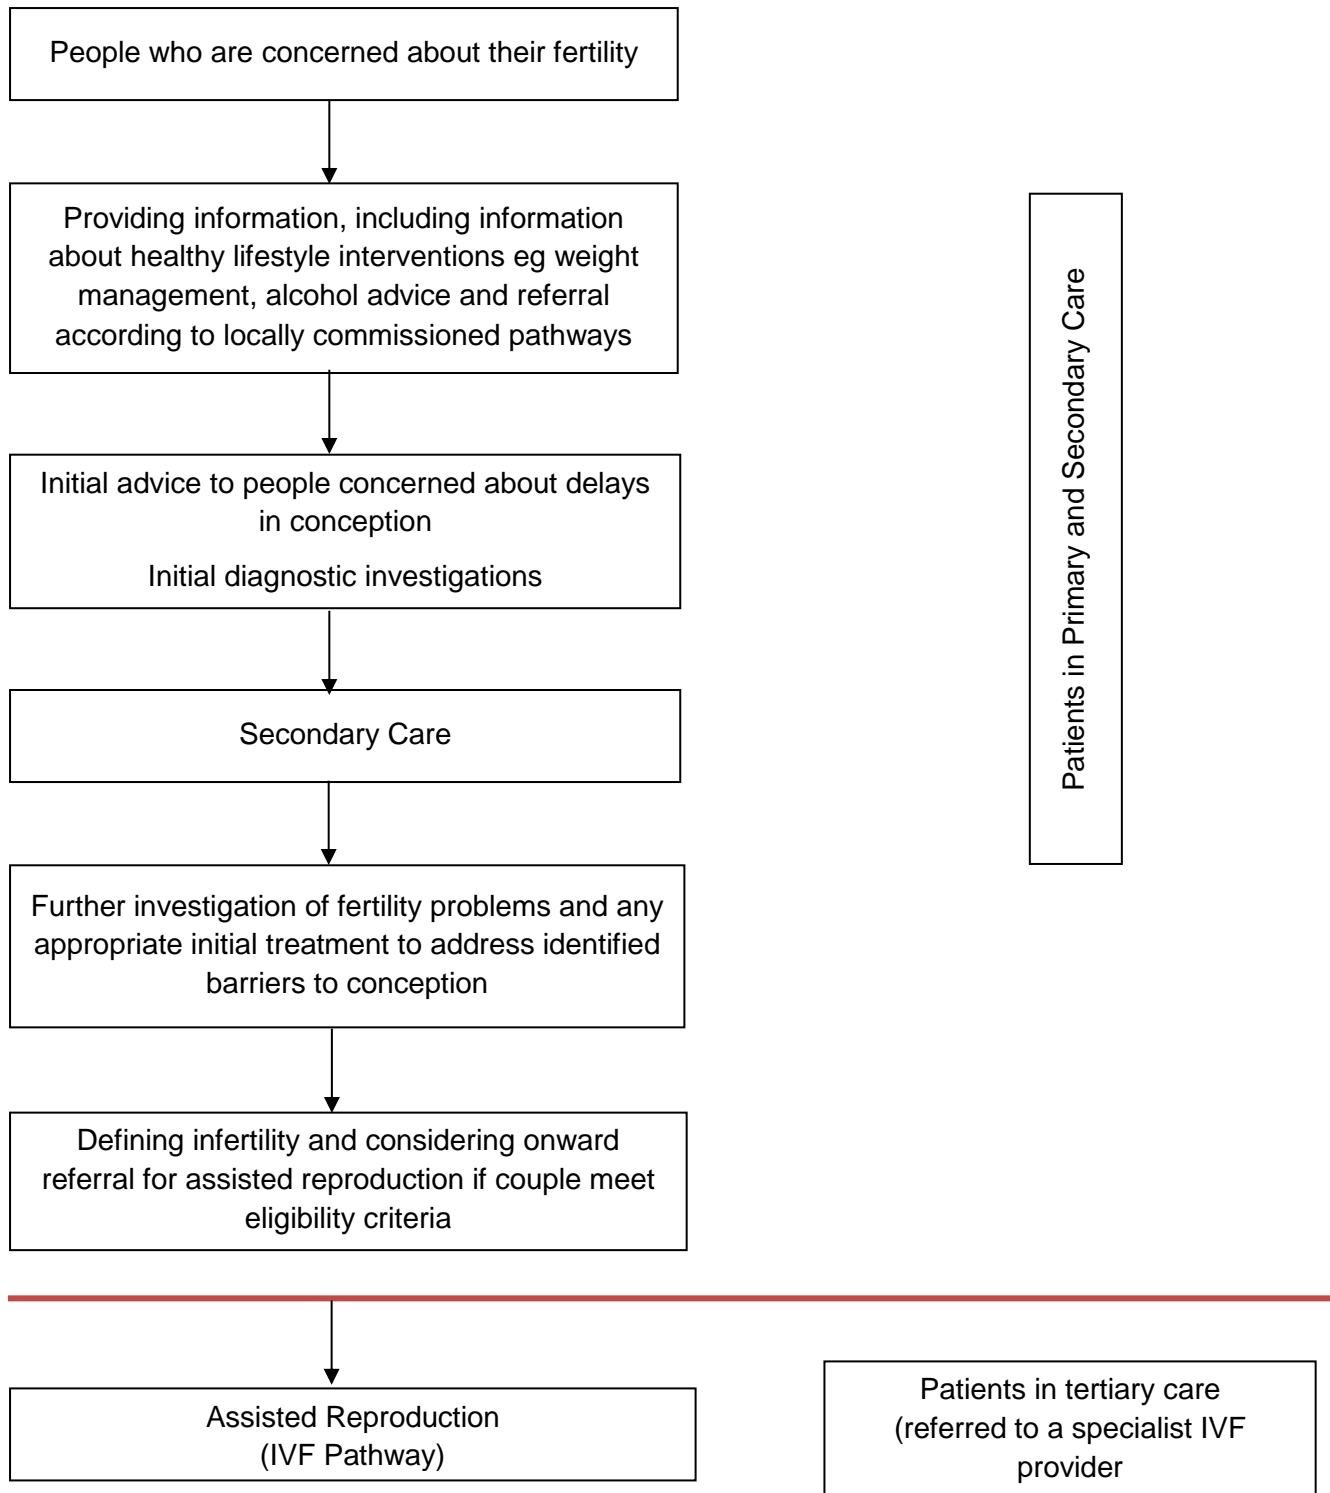 People who are concerned about their fertility
Providing information, including information
about healthy lifestyle interventions eg weight
management, alcohol advice and referral
according to locally commissioned pathways
Initial advice to people concerned about delays
in conception
Initial diagnostic investigations
Secondary Care
Further investigation of fertility problems and any
appropriate initial treatment to address identified
barriers to conception
Defining infertility and considering onward
referral for assisted reproduction if couple meet
eligibility criteria
Patients in Primary and Secondary Care
Assisted Reproduction
(IVF Pathway)
Patients in tertiary care
(referred to a specialist IVF
provider